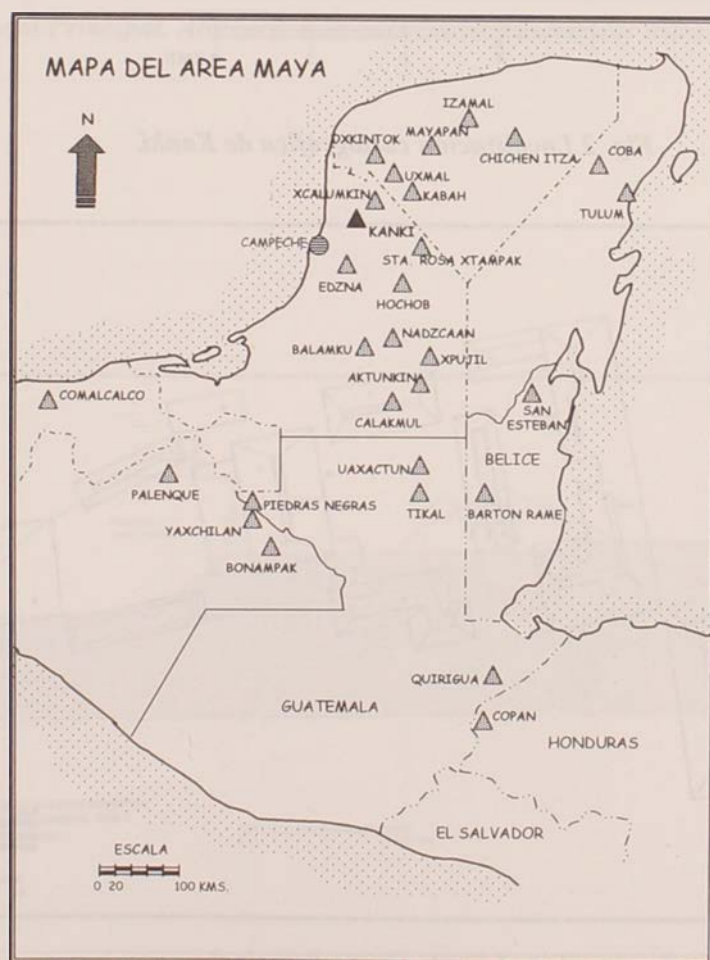 MAPA DEL AREA MAYA
N
IZAMAL
MAYAPAN
OXKINTOK
CHICHEN ITZA
COBA
UXMAL
XCALUMKIN
KABAH
TULUM
KANKI
CAMPECHE
STA. ROSA XTAMPAK
EDZNA
HOCHOB
NADZCAAN
BALAMKU
XPUJIL
AKTUNKIN
COMALCALCO
CALAKMUL
SAN
ESTEBAN
BELICE
UAXACTUN
PALENQUE
PIEDRAS NEGRAS
TIKAL
BARTON RAME
YAXCHILAN
BONAMPAK
QUIRIGUA
GUATEMALA
COPAN
HONDURAS
EL SALVADOR
ESCALA
0 20 100 KMS.